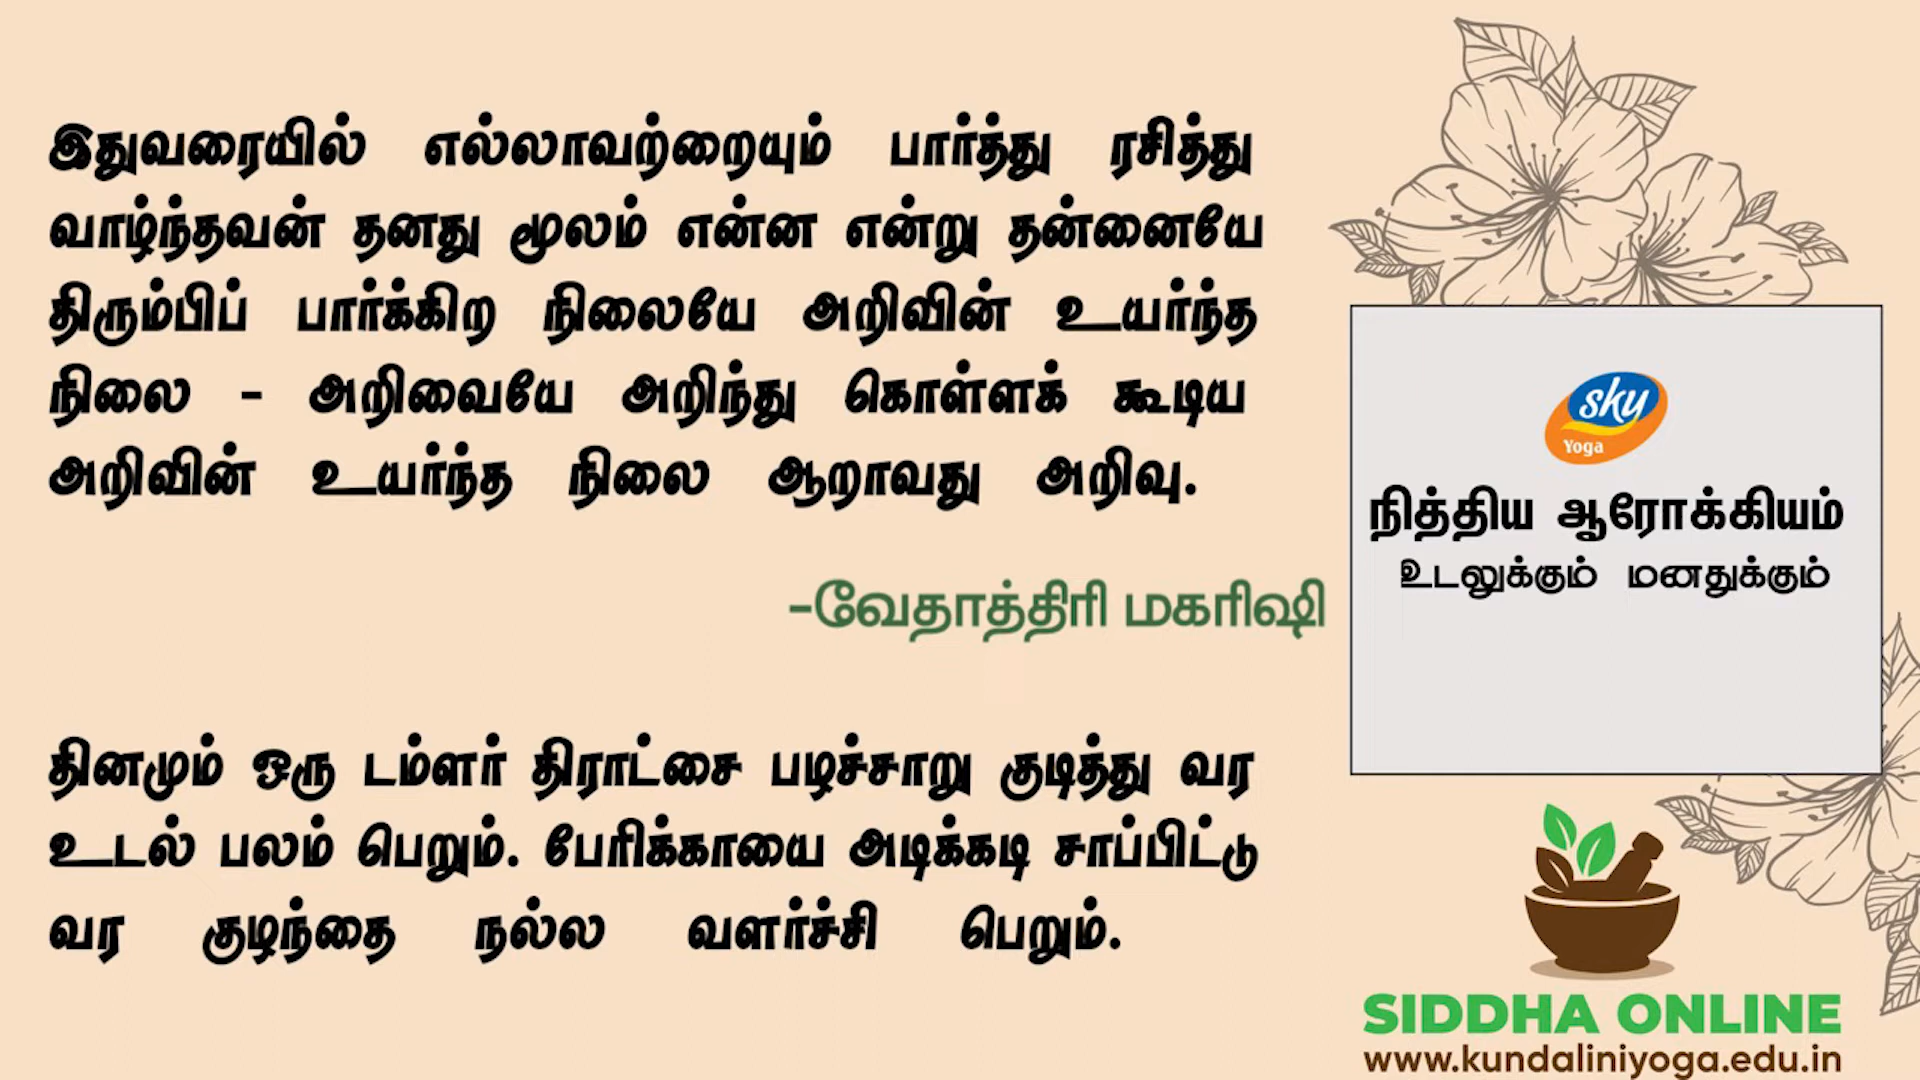 இதுவரையில் எல்லாவற்றையும் பார்த்து ரசித்து
வாழ்ந்தவன் தனது மூலம் என்ன என்று தன்னையே
திரும்பிப் பார்க்கிற நிலையே அறிவின் உயர்ந்த
நிலை - அறிவையே அறிந்து கொள்ளக் கூடிய
அறிவின் உயர்ந்த நிலை ஆறாவது அறிவு.
-வேதாத்திரி மகரிஷி
தினமும் ஒரு டம்ளர் திராட்சை பழச்சாறு குடித்து வர
உடல் பலம் பெறும். பேரிக்காயை அடிக்கடி சாப்பிட்டு
வர குழந்தை நல்ல வளர்ச்சி பெறும்.
sky
Yoga
நித்திய ஆரோக்கியம்
உடலுக்கும் மனதுக்கும்
SIDDHA ONLINE
www.kundaliniyoga.edu.in